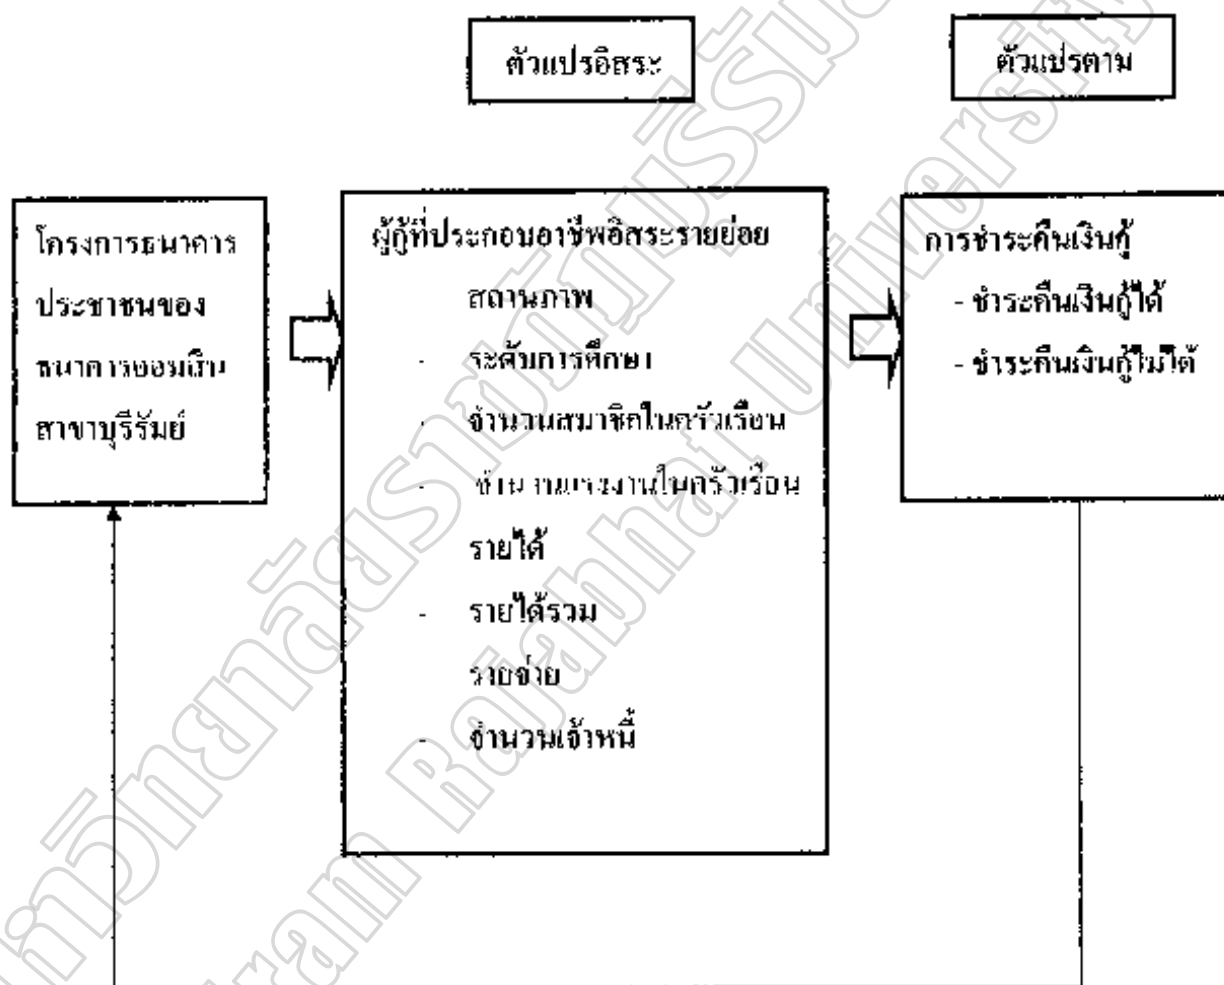 ตัวแปรอิสระ
ตัวแปรตาม
โครงการธนาคาร
ประชาชนของ
ธนาคารออมสิน
สาขาบุรีรัมย์
ผู้กู้ที่ประกอบอาชีพอิสระรายย่อย
สถานภาพ
- ระดับการศึกษา
- จำนวนสมาชิกในครัวเรือน
- จำนวนแรงงานในครัวเรือน
รายได้
- รายได้รวม
รายจ่าย
- จำนวนเจ้าหนี้
การชำระคืนเงินกู้
- ชำระคืนเงินกู้ได้
- ชำระคืนเงินกู้ไม่ได้
Rajabhat University